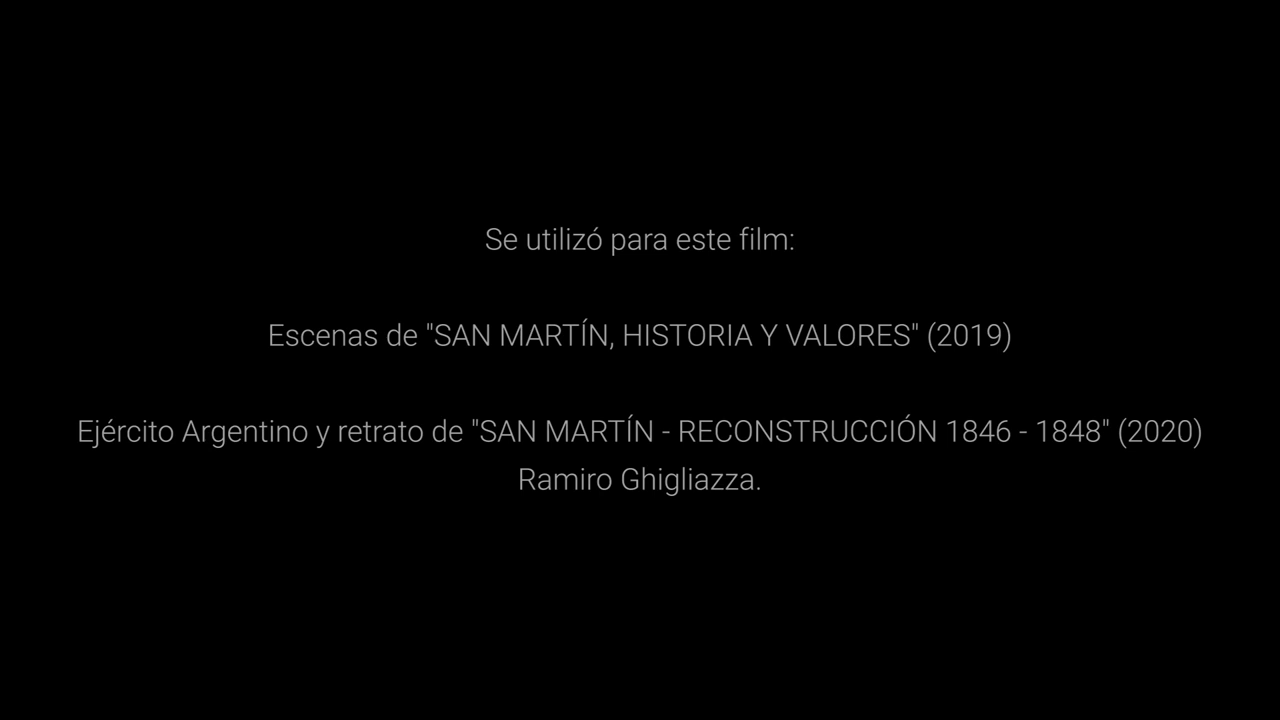 Se utilizó para este film:
Escenas de "SAN MARTÍN, HISTORIA Y VALORES" (2019)
Ejército Argentino y retrato de "SAN MARTÍN - RECONSTRUCCIÓN 1846 - 1848" (2020)
Ramiro Ghigliazza.